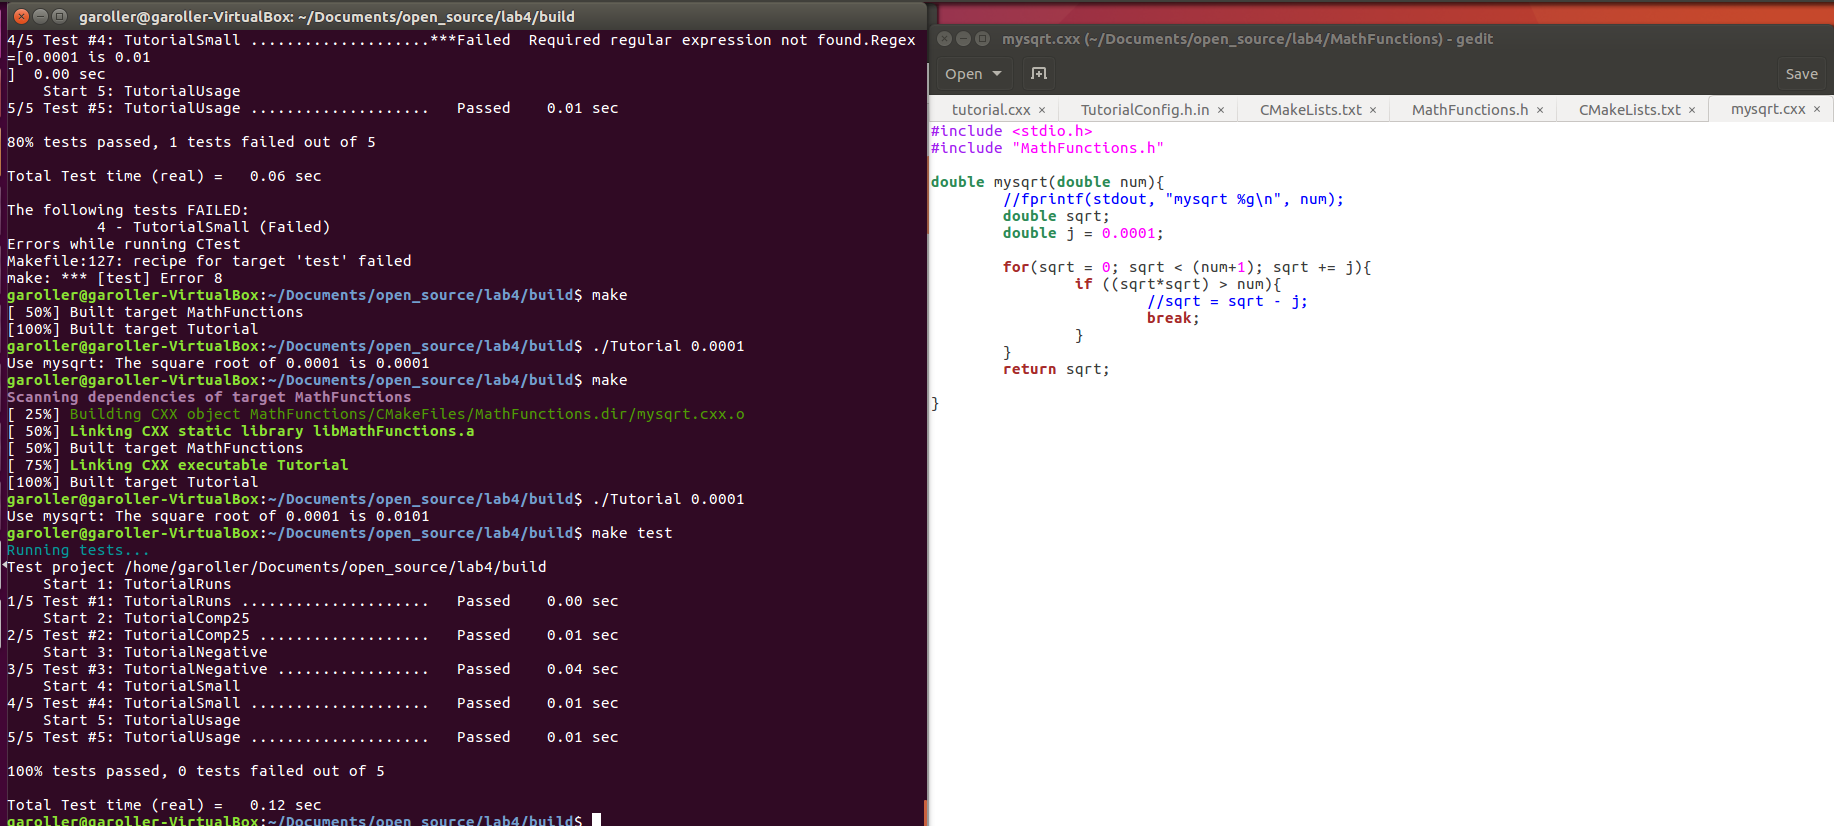 garoller@garoller-VirtualBox: ~/Documents/open_source/lab4/build
4/5 Test #4: TutorialSmall ....................***Failed  Required regular expression not found.Regex
=[0.0001 is 0.01
]  0.00 sec
    Start 5: TutorialUsage
5/5 Test #5: TutorialUsage ....................   Passed    0.01 sec
80% tests passed, 1 tests failed out of 5
Total Test time (real) =   0.06 sec
The following tests FAILED:
          4 - TutorialSmall (Failed)
Errors while running CTest
Makefile:127: recipe for target 'test' failed
make: *** [test] Error 8
garoller@garoller-VirtualBox:~/Documents/open_source/lab4/build$ make
[ 50%] Built target MathFunctions
[100%] Built target Tutorial
garoller@garoller-VirtualBox:~/Documents/open_source/lab4/build$ ./Tutorial 0.0001
Use mysqrt: The square root of 0.0001 is 0.0001
garoller@garoller-VirtualBox:~/Documents/open_source/lab4/build$ make
Scanning dependencies of target MathFunctions
[ 25%] Building CXX object MathFunctions/CMakeFiles/MathFunctions.dir/mysqrt.cxx.o
[ 50%] Linking CXX static library libMathFunctions.a
[ 50%] Built target MathFunctions
[ 75%] Linking CXX executable Tutorial
[100%] Built target Tutorial
garoller@garoller-VirtualBox:~/Documents/open_source/lab4/build$ ./Tutorial 0.0001
Use mysqrt: The square root of 0.0001 is 0.0101
garoller@garoller-VirtualBox:~/Documents/open_source/lab4/build$ make test
Running tests...
Test project /home/garoller/Documents/open_source/lab4/build
    Start 1: TutorialRuns
1/5 Test #1: TutorialRuns .....................   Passed    0.00 sec
    Start 2: TutorialComp25
2/5 Test #2: TutorialComp25 ...................   Passed    0.01 sec
    Start 3: TutorialNegative
3/5 Test #3: TutorialNegative .................   Passed    0.04 sec
    Start 4: TutorialSmall
4/5 Test #4: TutorialSmall ....................   Passed    0.01 sec
    Start 5: TutorialUsage
5/5 Test #5: TutorialUsage ....................   Passed    0.01 sec
100% tests passed, 0 tests failed out of 5
Total Test time (real) =   0.12 sec
garoller@garoller-VirtualBox:~/Documents/open_source/lab4/build$
mysqrt.cxx (~/Documents/open_source/lab4/MathFunctions) - gedit
Open Save
tutorial.cxx × TutorialConfig.h.in × CMakeLists.txt × MathFunctions.h × CMakeLists.txt × mysqrt.cxx ×
#include <stdio.h>
#include "MathFunctions.h"
double mysqrt(double num){
        //fprintf(stdout, "mysqrt %g\n", num);
        double sqrt;
        double j = 0.0001;
        for(sqrt = 0; sqrt < (num+1); sqrt += j){
                if ((sqrt*sqrt) > num){
                        //sqrt = sqrt - j;
                        break;
                }
        }
        return sqrt;
}